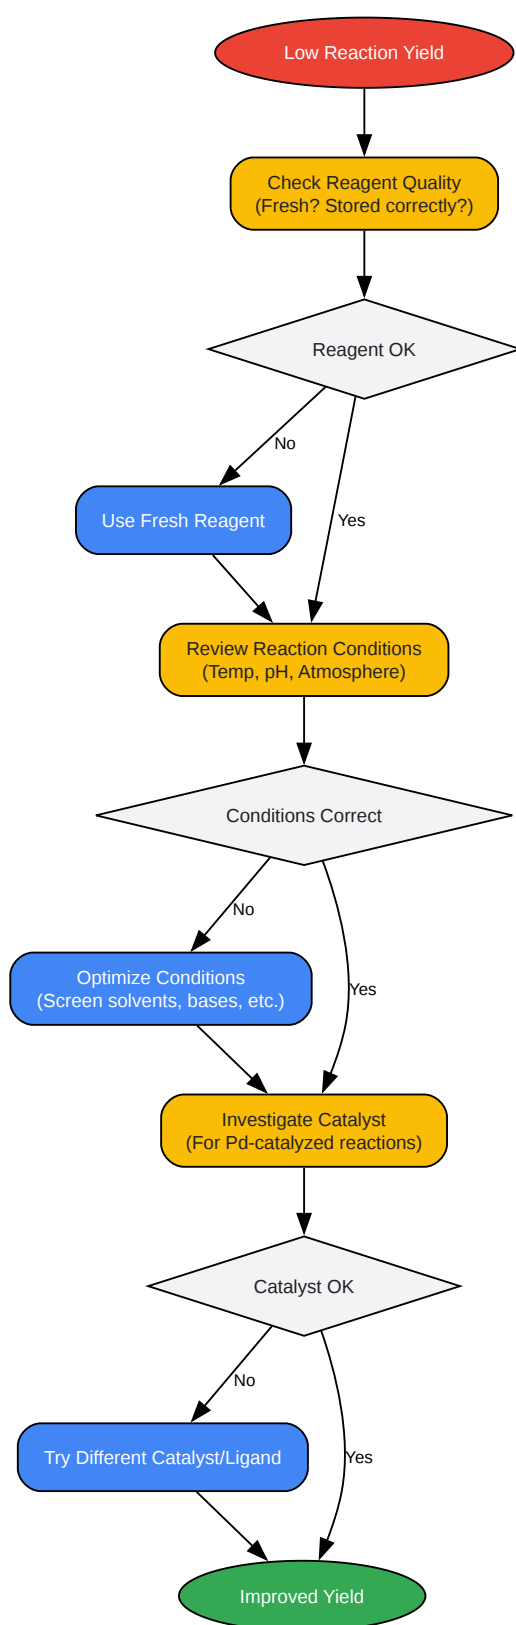 Low Reaction Yield
Check Reagent Quality
(Fresh? Stored correctly?)
Reagent OK
No
Use Fresh Reagent
Yes
Review Reaction Conditions
(Temp, pH, Atmosphere)
Conditions Correct
No
Optimize Conditions
(Screen solvents, bases, etc.)
Yes
Investigate Catalyst
(For Pd-catalyzed reactions)
Catalyst OK
No
Try Different Catalyst/Ligand
Yes
Improved Yield